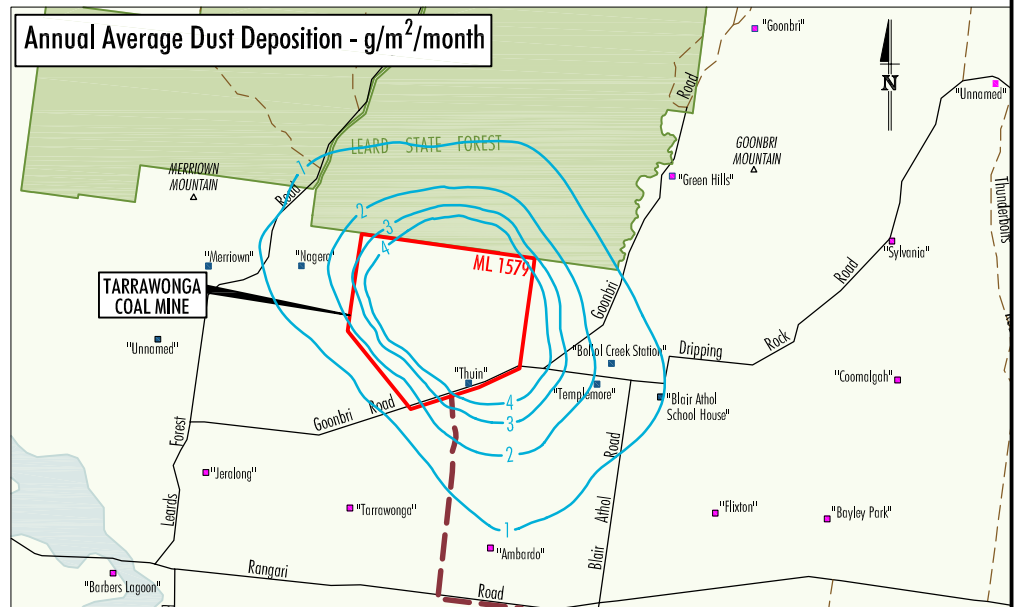 Annual Average Dust Deposition - g/m²/month
"Goonbri"
N
"Unnamed"
Road
LEARD STATE FOREST
GOONBRI
MOUNTAIN
MERRIOWN
MOUNTAIN
1
Road
"Green Hills"
Thunderbolts
2
3
4
"Merriown"
"Nagero"
ML 1579
"Sylvania"
Road
TARRAWONGA
COAL MINE
Goonbri
"Unnamed"
"Bollol Creek Station"
Dripping
Rock
"Thuin"
"Templemore"
"Coomalgah"
4
Goonbri Road
3
"Blair Athol
School House"
Forest
2
Road
"Jeralong"
Leards
"Tarrawonga"
Athol
"Flixton"
"Bayley Park"
1
Blair
"Ambardo"
Rangari
"Barbers Lagoon"
Road